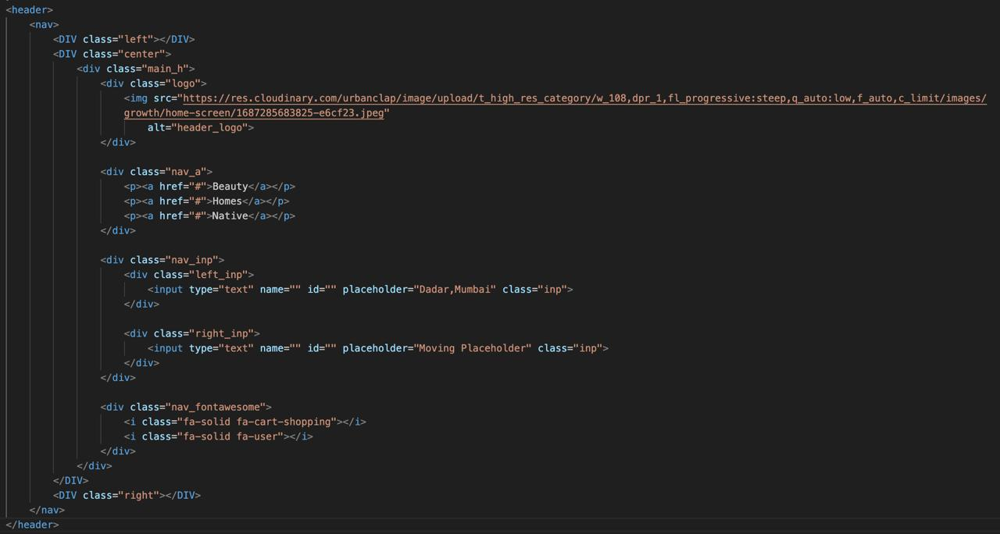 <header>
    <nav>
        <DIV class="left"></DIV>
        <DIV class="center">
            <div class="main_h">
                <div class="logo">
                    <img src="https://res.cloudinary.com/urbanclap/image/upload/t_high_res_category/w_108,dpr_1,fl_progressive:steep,q_auto:low,f_auto,c_limit/images/
                    growth/home-screen/1687285683825-e6cf23.jpeg"
                        alt="header_logo">
                </div>

                <div class="nav_a">
                    <p><a href="#">Beauty</a></p>
                    <p><a href="#">Homes</a></p>
                    <p><a href="#">Native</a></p>
                </div>

                <div class="nav_inp">
                    <div class="left_inp">
                        <input type="text" name="" id="" placeholder="Dadar,Mumbai" class="inp">
                    </div>

                    <div class="right_inp">
                        <input type="text" name="" id="" placeholder="Moving Placeholder" class="inp">
                    </div>
                </div>

                <div class="nav_fontawesome">
                    <i class="fa-solid fa-cart-shopping"></i>
                    <i class="fa-solid fa-user"></i>
                </div>
            </div>
        </DIV>
        <DIV class="right"></DIV>
    </nav>
</header>